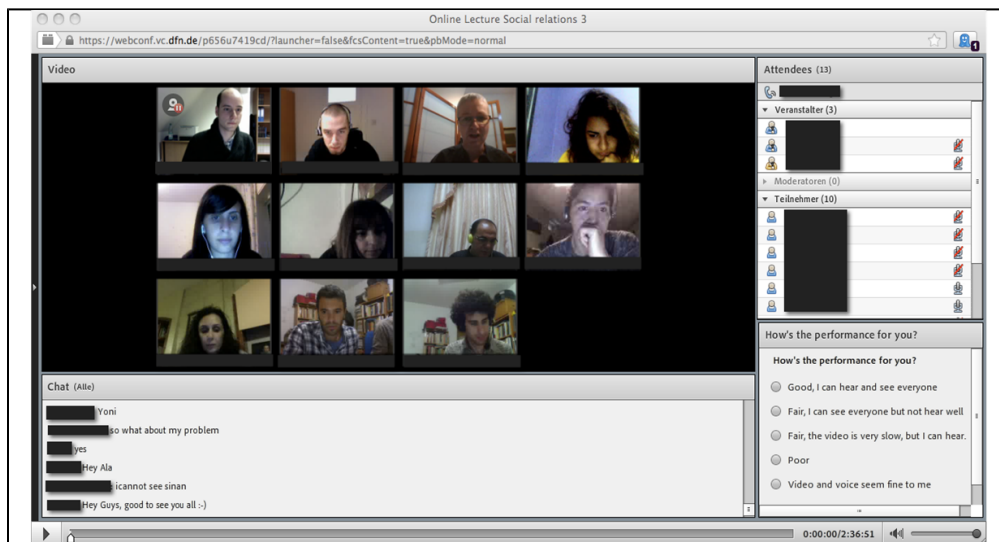 Online Lecture Social relations 3
https://webconf.vc.dfn.de/p656u7419cd/?launcher=false&fcsContent=true&pbMode=normal
1
Video
Chat (Alle)
Yoni
so what about my problem
yes
Hey Ala
icannot see sinan
Hey Guys, good to see you all :-)
Attendees (13)
Veranstalter (3)
Moderatoren (0)
Teilnehmer (10)
How's the performance for you?
How's the performance for you?
Good, I can hear and see everyone
Fair, I can see everyone but not hear well
Fair, the video is very slow, but I can hear.
Poor
Video and voice seem fine to me
0:00:00/2:36:51